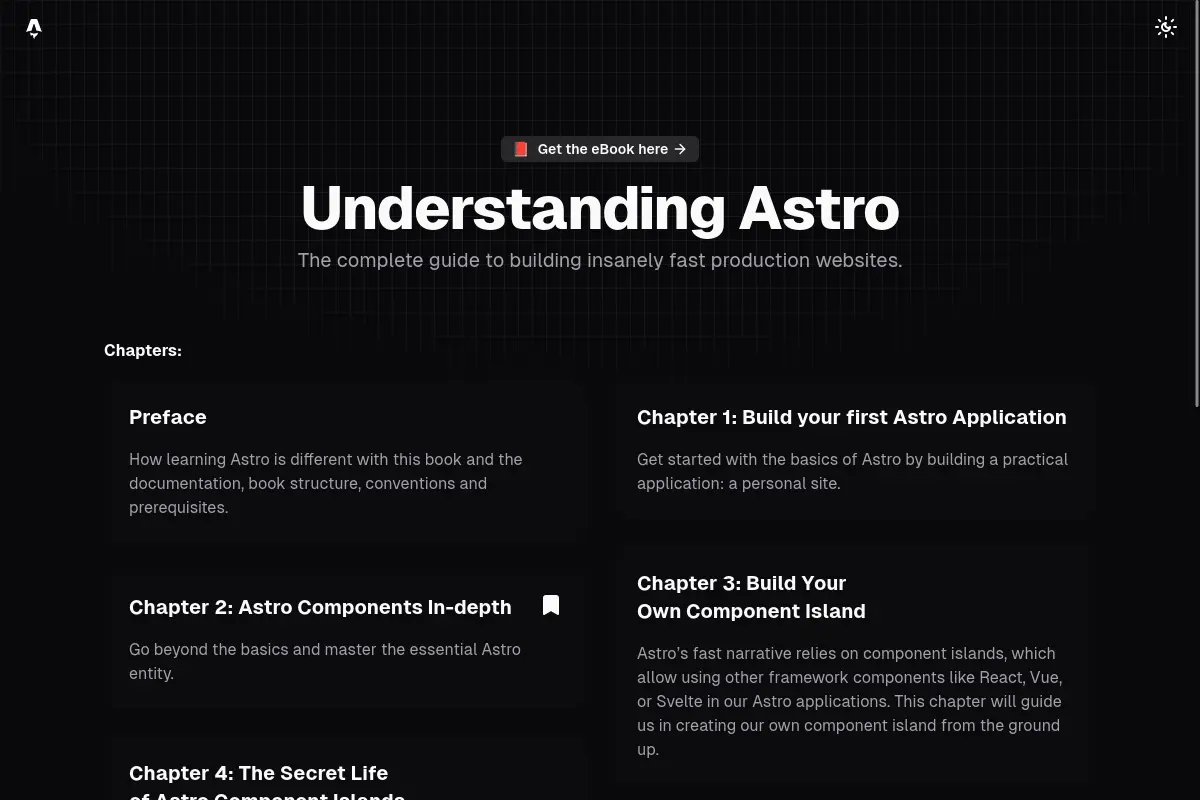 Get the eBook here →
Understanding Astro
The complete guide to building insanely fast production websites.
Chapters:
Preface
How learning Astro is different with this book and the
documentation, book structure, conventions and
prerequisites.
Chapter 1: Build your first Astro Application
Get started with the basics of Astro by building a practical
application: a personal site.
Chapter 2: Astro Components In-depth
Go beyond the basics and master the essential Astro
entity.
Chapter 3: Build Your
Own Component Island
Astro's fast narrative relies on component islands, which
allow using other framework components like React, Vue,
or Svelte in our Astro applications. This chapter will guide
us in creating our own component island from the ground
up.
Chapter 4: The Secret Life
of Astro Component Islands